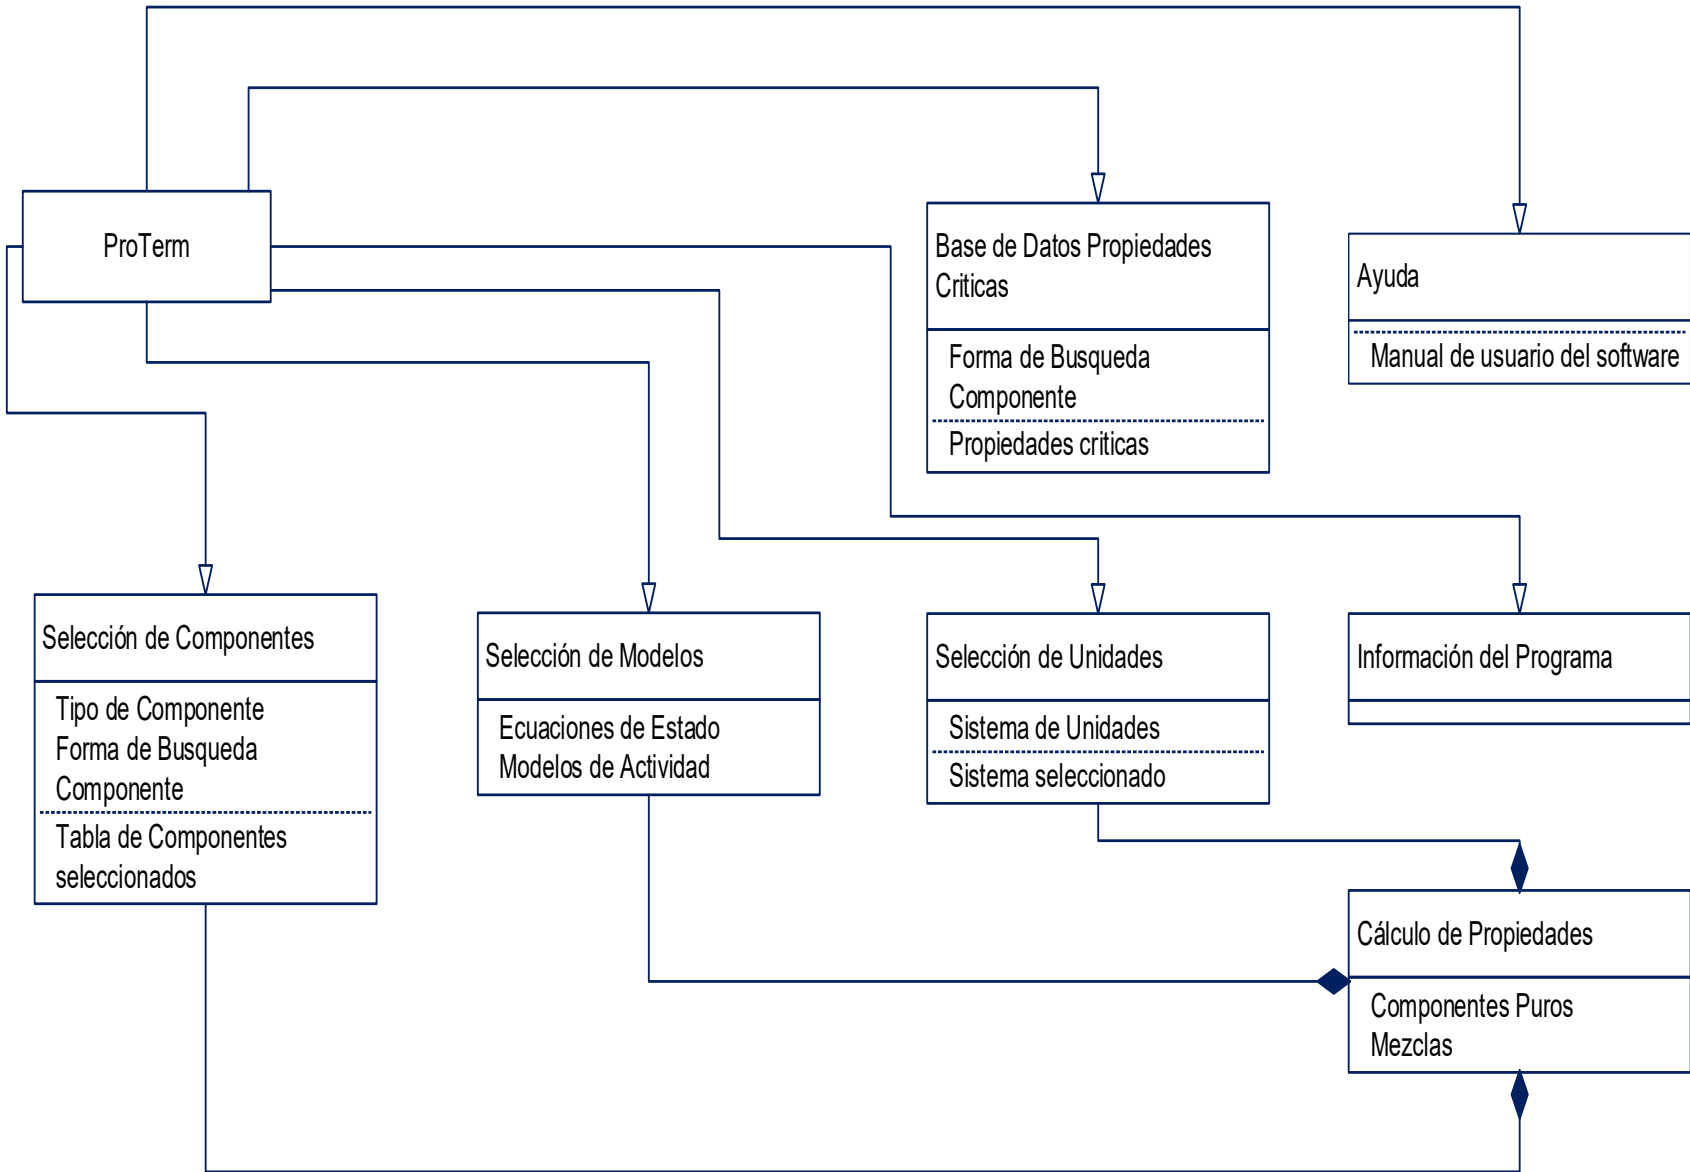 ProTerm
Base de Datos Propiedades
Criticas
Forma de Busqueda
Componente
Propiedades criticas
Ayuda
Manual de usuario del software
Selección de Componentes
Tipo de Componente
Forma de Busqueda
Componente
Tabla de Componentes
seleccionados
Selección de Modelos
Ecuaciones de Estado
Modelos de Actividad
Selección de Unidades
Sistema de Unidades
Sistema seleccionado
Información del Programa
Cálculo de Propiedades
Componentes Puros
Mezclas